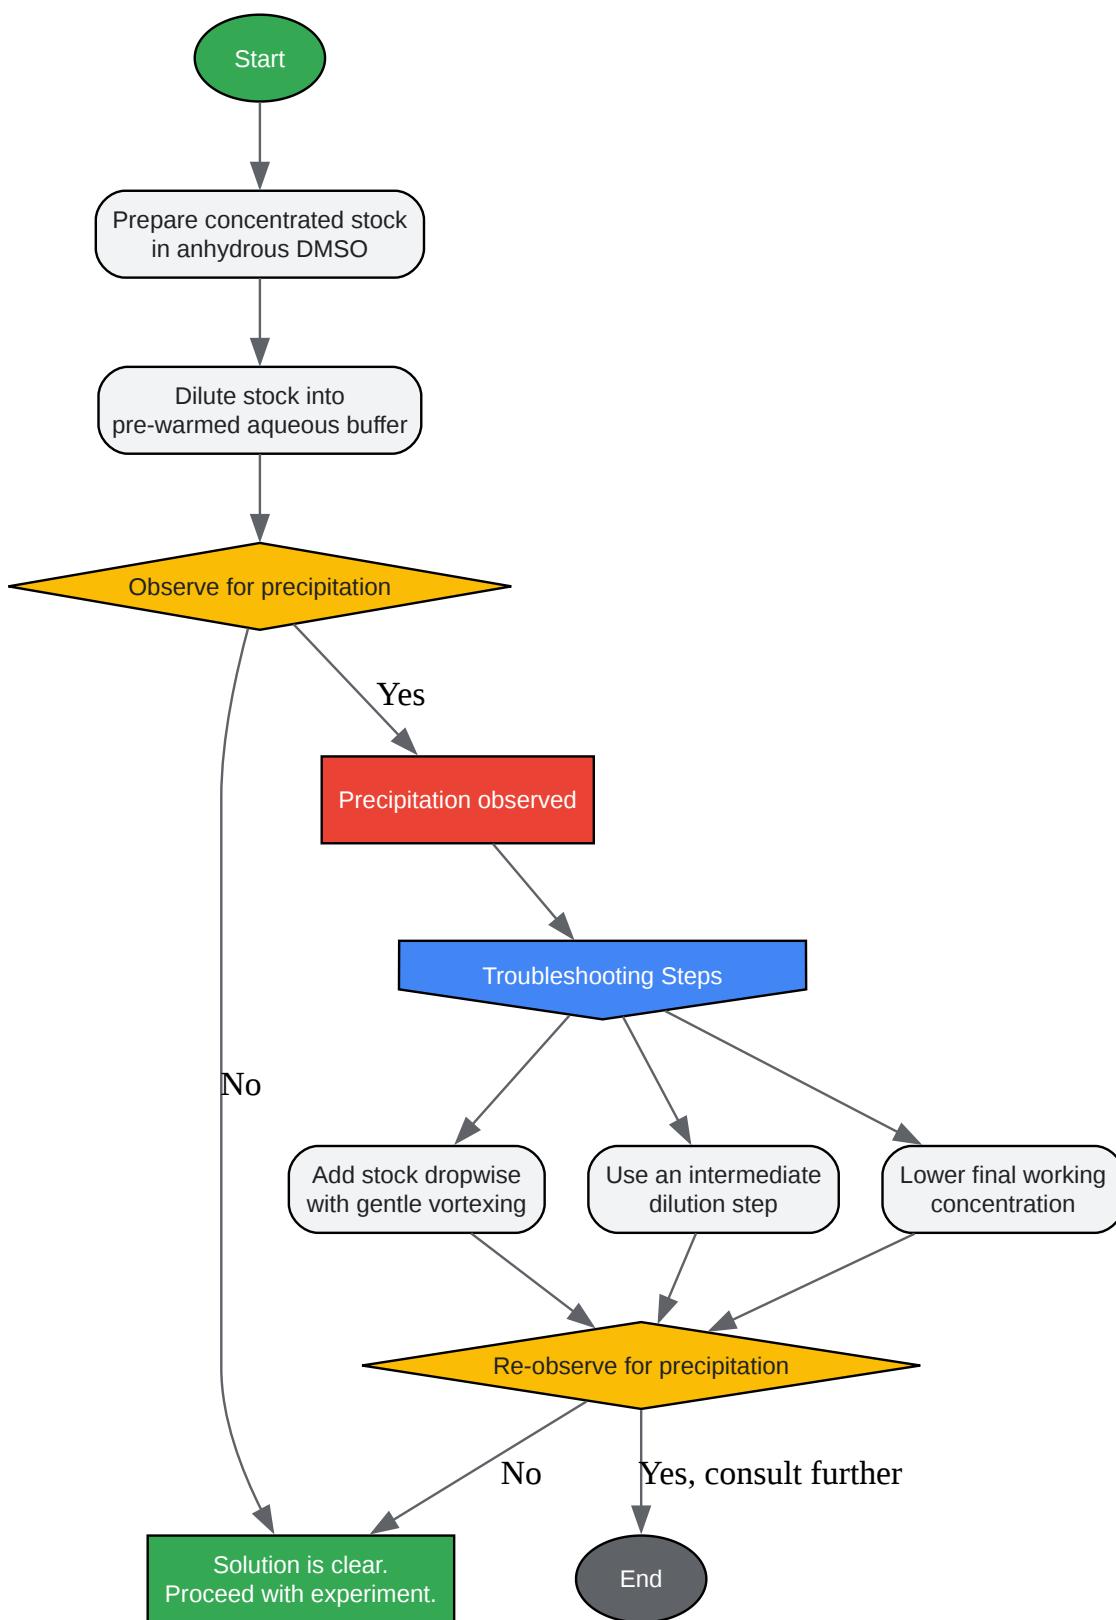 Start
Prepare concentrated stock
in anhydrous DMSO
Dilute stock into
pre-warmed aqueous buffer
Observe for precipitation
Yes
Precipitation observed
Troubleshooting Steps
No
Add stock dropwise
with gentle vortexing
Use an intermediate
dilution step
Lower final working
concentration
Re-observe for precipitation
No
Yes, consult further
Solution is clear.
Proceed with experiment.
End